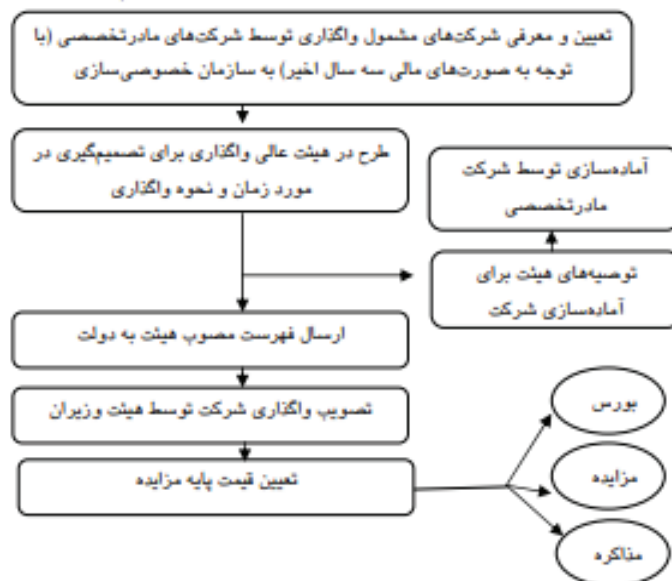 تعیین و معرفی شرکت‌های مشمول واگذاری توسط شرکت‌های مادرتخصصی (با
توجه به صورت‌های مالی سه سال اخیر) به سازمان خصوصی‌سازی
طرح در هیئت عالی واگذاری برای تصمیم‌گیری در
مورد زمان و نحوه واگذاری
آماده‌سازی توسط شرکت
مادرتخصصی
توصیه‌های هیئت برای
آماده‌سازی شرکت
ارسال فهرست مصوب هیئت به دولت
تصویب واگذاری شرکت توسط هیئت وزیران
تعیین قیمت پایه مزایده
بورس
مزایده
مذاکره